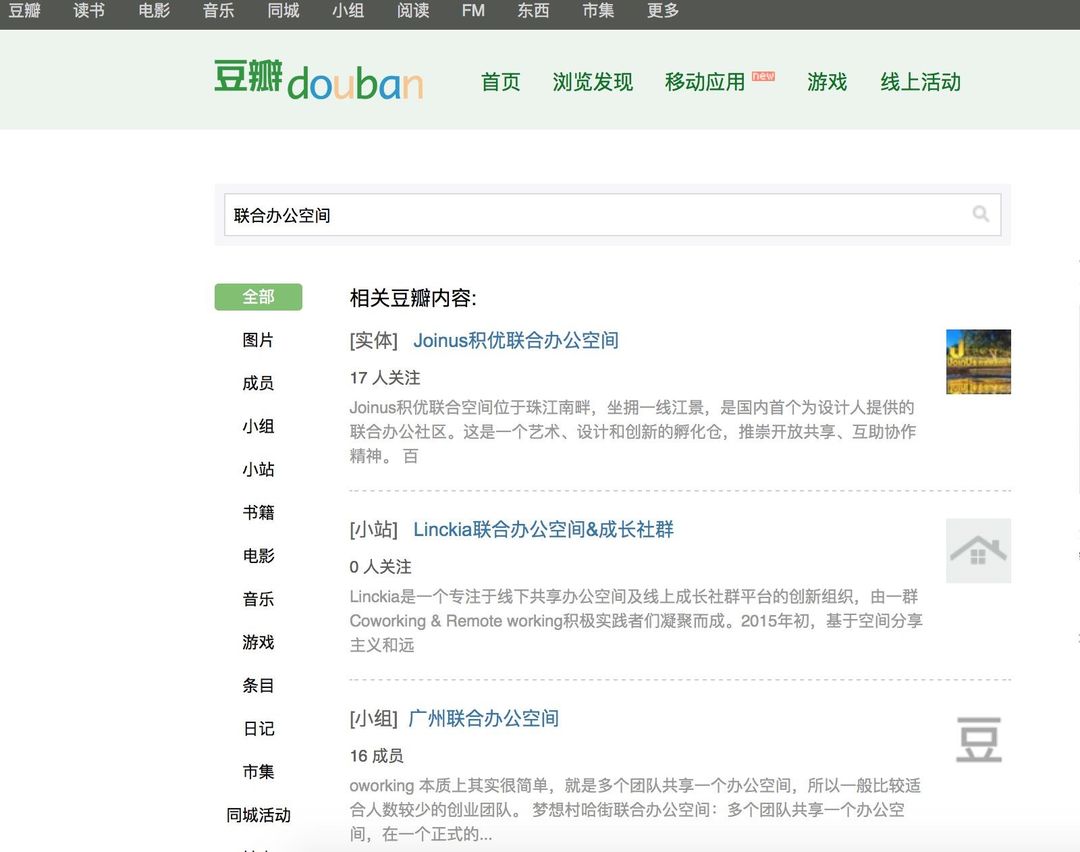 豆瓣 读书 电影 音乐 同城 小组 阅读 FM 东西 市集 更多
豆瓣douban 首页 浏览发现 移动应用 new 游戏 线上活动
联合办公空间
全部
图片
成员
小组
小站
书籍
电影
音乐
游戏
条目
日记
市集
同城活动
相关豆瓣内容:
[实体] Joinus积优联合办公空间
17 人关注
Joinus积优联合空间位于珠江南畔，坐拥一线江景，是国内首个为设计人提供的
联合办公社区。这是一个艺术、设计和创新的孵化仓，推崇开放共享、互助协作
精神。 百
[小站] Linckia联合办公空间&成长社群
0 人关注
Linckia是一个专注于线下共享办公空间及线上成长社群平台的创新组织，由一群
Coworking & Remote working积极实践者们凝聚而成。2015年初，基于空间分享
主义和远
[小组] 广州联合办公空间
16 成员
oworking 本质上其实很简单，就是多个团队共享一个办公空间，所以一般比较适
合人数较少的创业团队。 梦想村哈街联合办公空间：多个团队共享一个办公空
间，在一个正式的...
豆